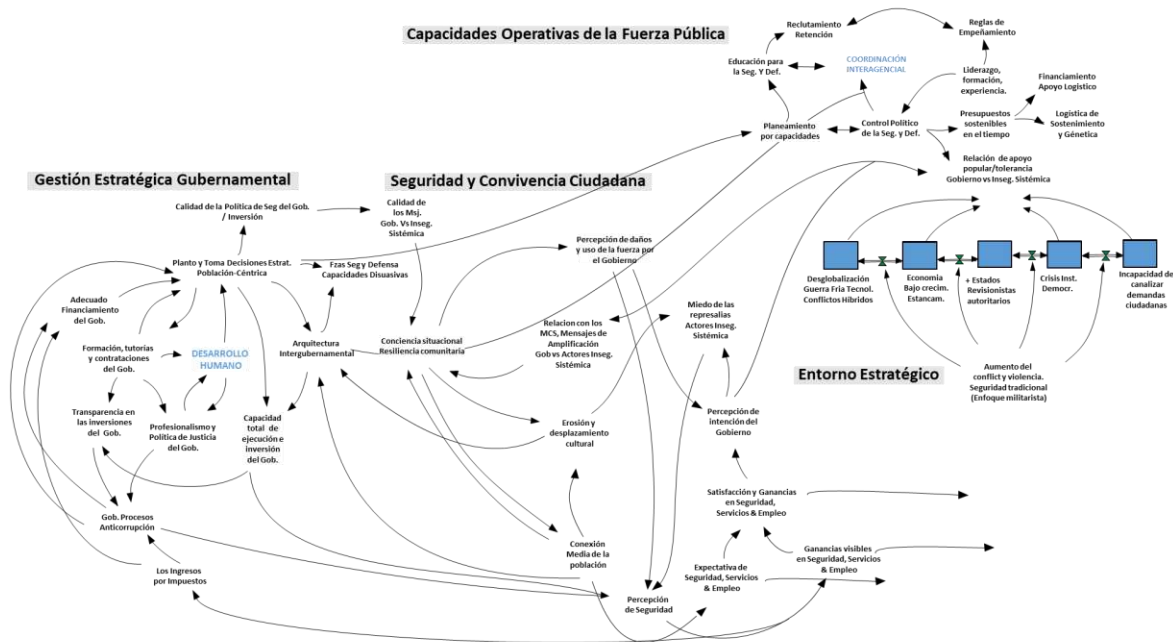 Capacidades Operativas de la Fuerza Pública
Reclutamiento
Retención
Reglas de
Empeñamiento
Educación para
la Seg. Y Def.
COORDINACIÓN
INTERAGENCIAL
Liderazgo,
formación,
experiencia.
Financiamiento
Apoyo Logistico
Planeamiento
por capacidades
Control Político
de la Seg. y Def.
Presupuestos
sostenibles
en el tiempo
Logística de
Sostenimiento
y Génetica
Relación de apoyo
popular/tolerancia
Gobierno vs Inseg. Sistémica
Gestión Estratégica Gubernamental
Seguridad y Convivencia Ciudadana
Calidad de la Política de Seg del Gob.
/ Inversión
Calidad de
los Msj.
Gob. Vs Inseg.
Sistémica
Percepción de daños
y uso de la fuerza por
el Gobierno
Planto y Toma Decisiones Estrat.
Población-Céntrica
Fzas Seg y Defensa
Capacidades Disuasivas
Desglobalización
Guerra Fria Tecnol.
Conflictos Híbridos
Economia
Bajo crecim.
Estancam.
+ Estados
Revisionistas
autoritarios
Crisis Inst.
Democr.
Incapacidad de
canalizar
demandas
ciudadanas
Adecuado
Financiamiento
del Gob.
Miedo de las
represalias
Actores Inseg.
Sistémica
Formación, tutorías
y contrataciones
del Gob.
DESARROLLO
HUMANO
Arquitectura
Intergubernamental
Conciencia situacional
Resiliencia comunitaria
Relacion con los
MCS, Mensajes de
Amplificación
Gob vs Actores Inseg.
Sistémica
Entorno Estratégico
Aumento del
conflict y violencia.
Seguridad tradicional
(Enfoque militarista)
Transparencia en
las inversiones
del Gob.
Profesionalismo y
Política de Justicia
del Gob.
Capacidad
total de
ejecución e
inversión
del Gob.
Erosión y
desplazamiento
cultural
Percepción de
intención del
Gobierno
Satisfacción y Ganancias
en Seguridad,
Servicios & Empleo
Gob. Procesos
Anticorrupción
Conexión
Media de la
población
Ganancias visibles
en Seguridad, Servicios
& Empleo
Los Ingresos
por Impuestos
Expectativa de
Seguridad, Servicios
& Empleo
Percepción
de Seguridad